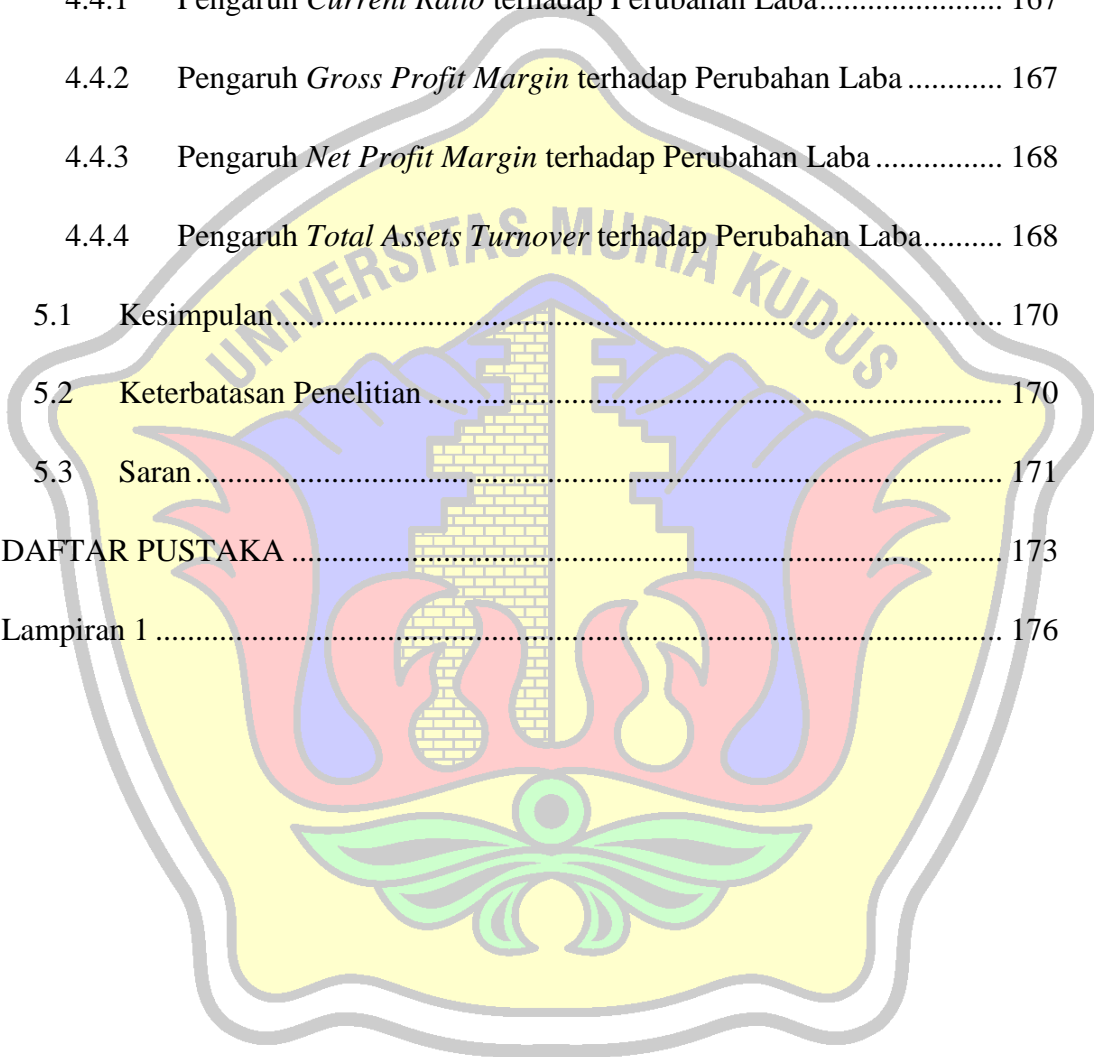 4.4.1 Pengaruh Current Ratio terhadap Perubahan Laba...................... 167
4.4.2 Pengaruh Gross Profit Margin terhadap Perubahan Laba ............ 167
4.4.3 Pengaruh Net Profit Margin terhadap Perubahan Laba ................ 168
4.4.4 Pengaruh Total Assets Turnover terhadap Perubahan Laba.......... 168
UNIVERSITAS MURIA KUDUS
5.1 Kesimpulan......................................................................................... 170
5.2 Keterbatasan Penelitian ...................................................................... 170
5.3 Saran ................................................................................................... 171
DAFTAR PUSTAKA ...................................................................................... 173
Lampiran 1 ....................................................................................................... 176